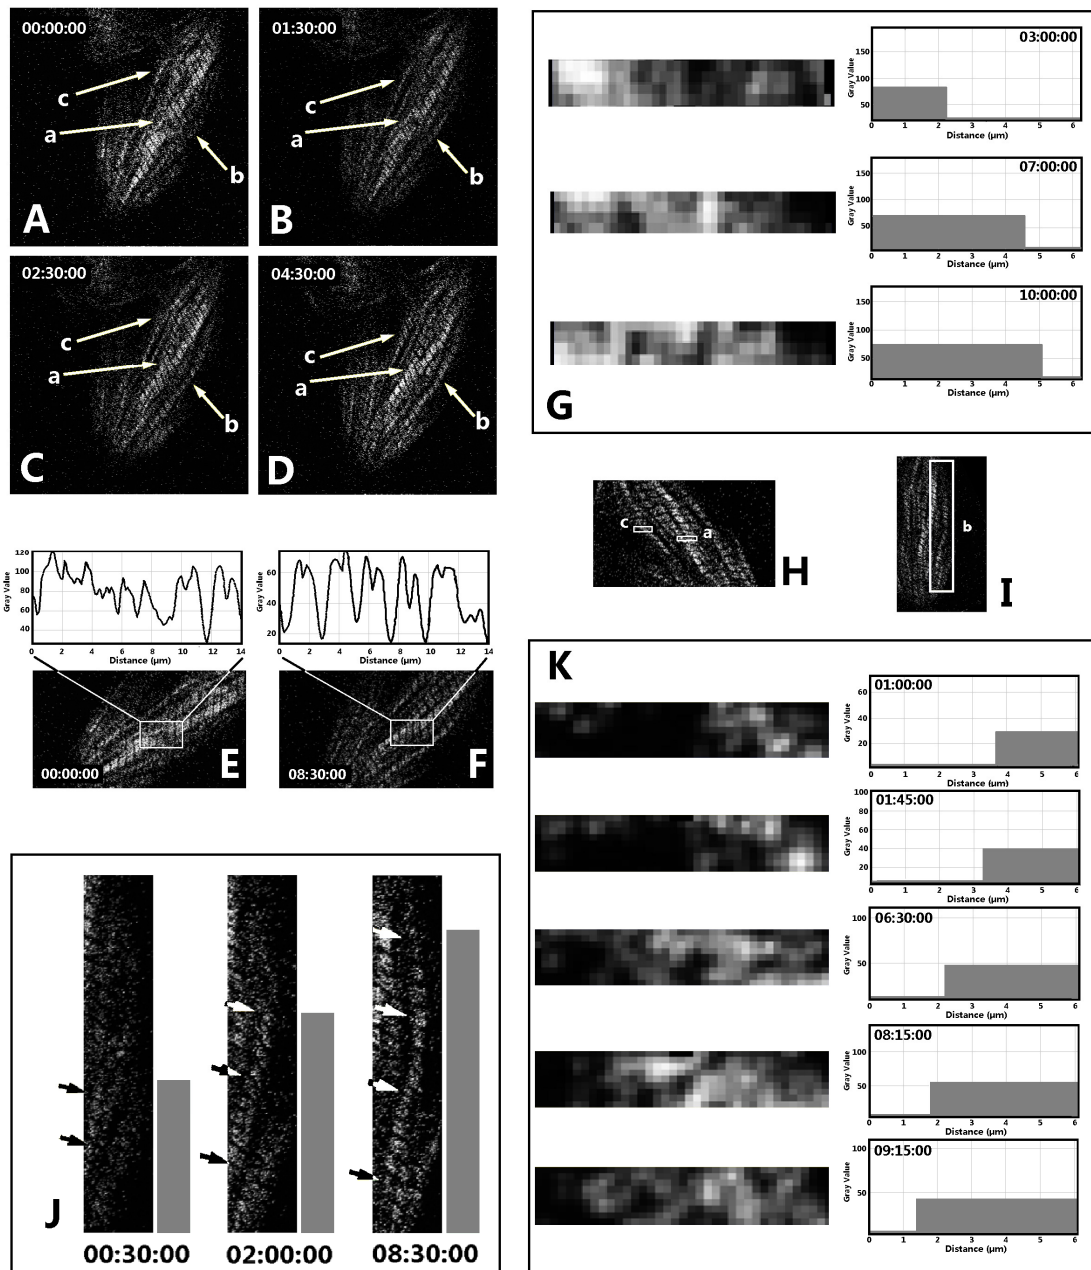 00:00:00
c
a
b
A
01:30:00
c
a
b
B
02:30:00
c
a
b
C
04:30:00
c
a
b
D
120
100
80
60
40
Gray Value
0 2 4 6 8 10 12 14
Distance (μm)
00:00:00
E
60
40
20
Gray Value
0 2 4 6 8 10 12 14
Distance (μm)
08:30:00
F
03:00:00
150
100
50
Gray Value
0 1 2 3 4 5 6
Distance (μm)
07:00:00
150
100
50
Gray Value
0 1 2 3 4 5 6
Distance (μm)
10:00:00
150
100
50
Gray Value
0 1 2 3 4 5 6
Distance (μm)
G
c
a
H
b
I
J
00:30:00
02:00:00
08:30:00
K
01:00:00
60
40
20
Gray Value
0 1 2 3 4 5 6
Distance (μm)
01:45:00
100
80
60
40
20
Gray Value
0 1 2 3 4 5 6
Distance (μm)
06:30:00
100
50
Gray Value
0 1 2 3 4 5 6
Distance (μm)
08:15:00
100
50
Gray Value
0 1 2 3 4 5 6
Distance (μm)
09:15:00
100
50
Gray Value
0 1 2 3 4 5 6
Distance (μm)